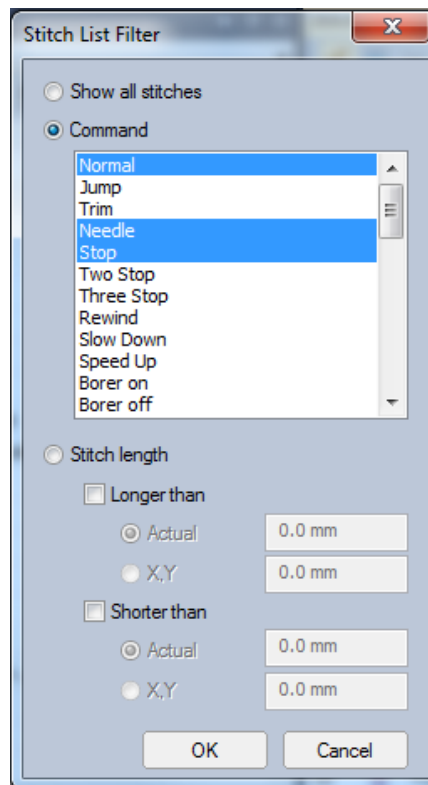 Stitch List Filter
Show all stitches
Command
Normal
Jump
Trim
Needle
Stop
Two Stop
Three Stop
Rewind
Slow Down
Speed Up
Borer on
Borer off
Stitch length
Longer than
Actual 0.0 mm
X,Y 0.0 mm
Shorter than
Actual 0.0 mm
X,Y 0.0 mm
OK Cancel